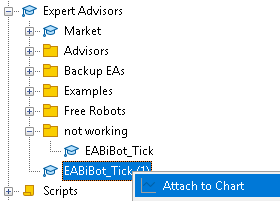 Expert Advisors
Market
Advisors
Backup EAs
Examples
Free Robots
not working
EABiBot_Tick
EABiBot_Tick (1)
Attach to Chart
Scripts